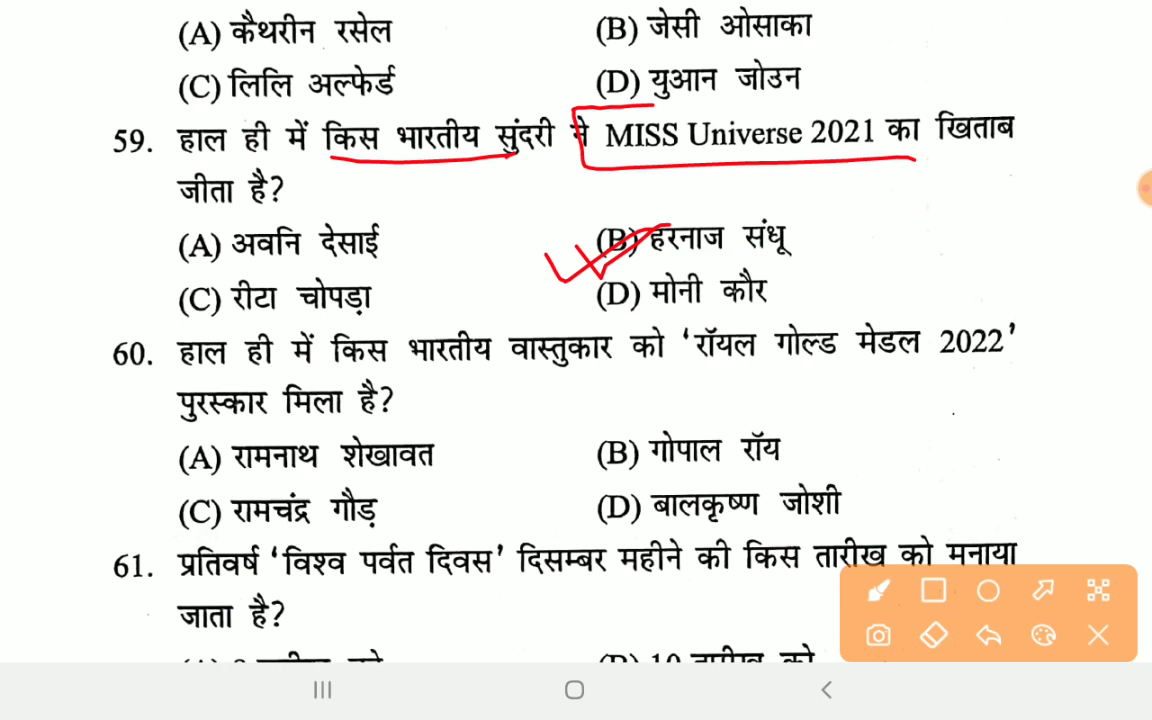 (A) कैथरीन रसेल (B) जेसी ओसाका
(C) लिलि अल्फेर्ड (D) युआन जोउन
59. हाल ही में किस भारतीय सुंदरी ने MISS Universe 2021 का खिताब
जीता है?
(A) अवनि देसाई (B) हरनाज संधू
(C) रीटा चोपड़ा (D) मोनी कौर
60. हाल ही में किस भारतीय वास्तुकार को ‘रॉयल गोल्ड मेडल 2022’
पुरस्कार मिला है?
(A) रामनाथ शेखावत (B) गोपाल रॉय
(C) रामचंद्र गौड़ (D) बालकृष्ण जोशी
61. प्रतिवर्ष ‘विश्व पर्वत दिवस’ दिसम्बर महीने की किस तारीख को मनाया
जाता है?
(B) 10 तारीख को